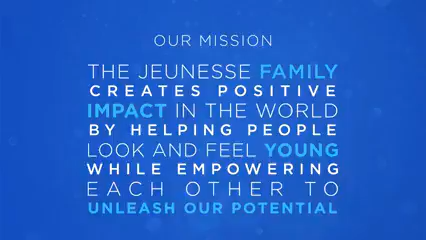 OUR MISSION
THE JEUNESSE FAMILY
CREATES POSITIVE
IMPACT IN THE WORLD
BY HELPING PEOPLE
LOOK AND FEEL YOUNG
WHILE EMPOWERING
EACH OTHER TO
UNLEASH OUR POTENTIAL